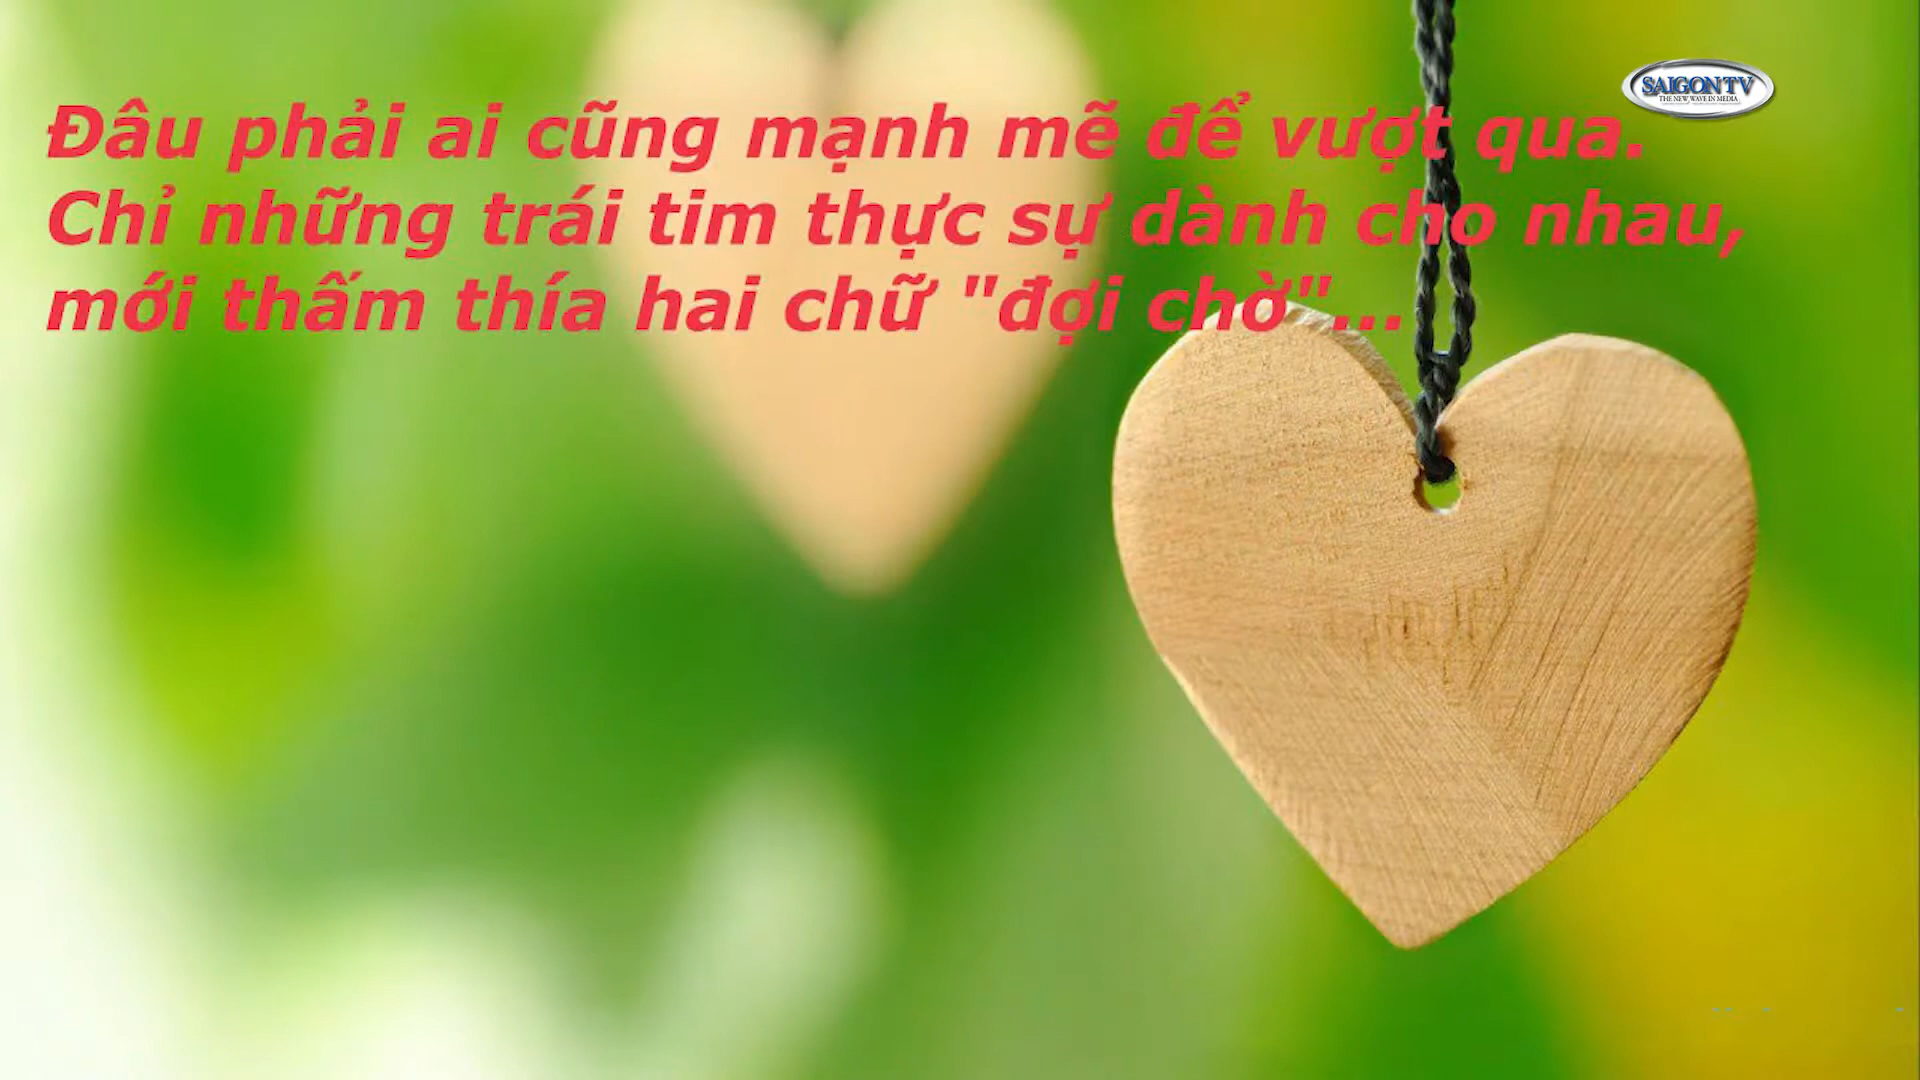 SAIGON TV
THE NEW WAVE IN MEDIA
Đâu phải ai cũng mạnh mẽ để vượt qua.
Chỉ những trái tim thực sự dành cho nhau,
mới thấm thía hai chữ "đợi chờ"...